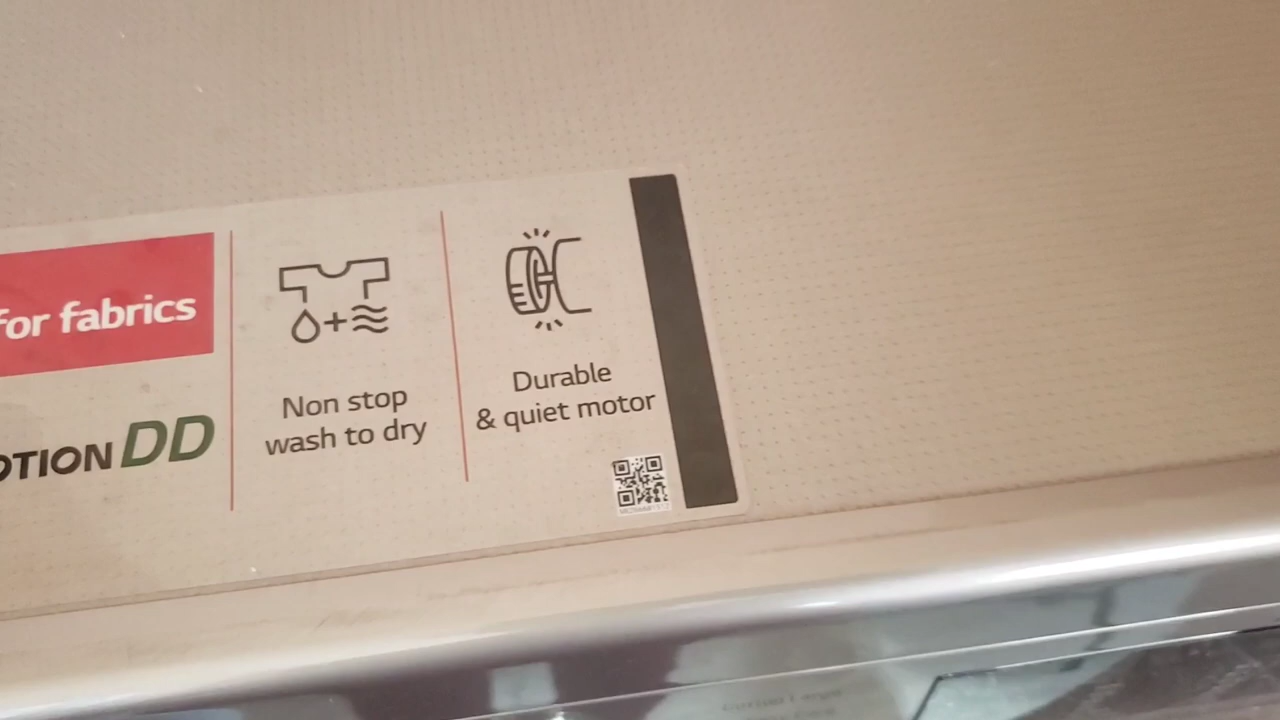 for fabrics
OTION DD
Non stop
wash to dry
Durable
& quiet motor